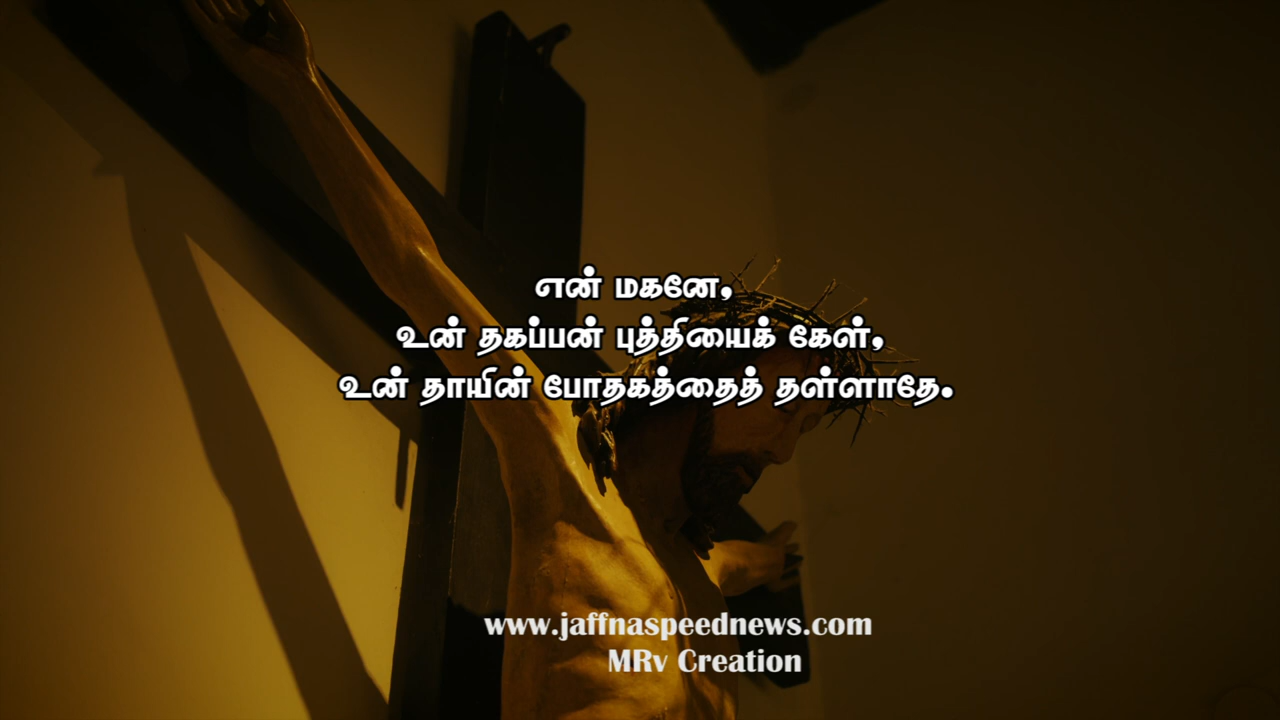 என் மகனே,
உன் தகப்பன் புத்தியைக் கேள்,
உன் தாயின் போதகத்தைத் தள்ளாதே.
www.jaffnaspeednews.com
MRv Creation